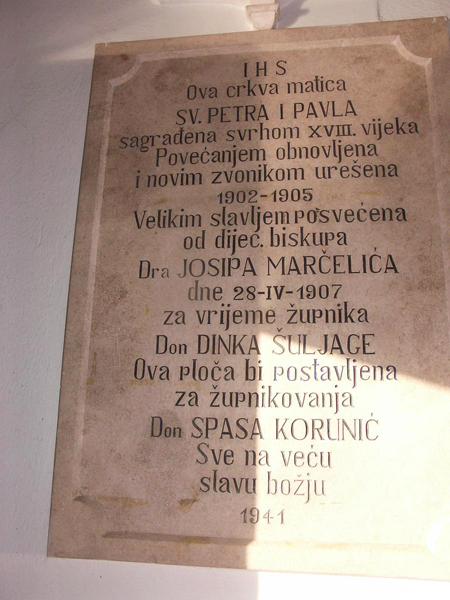 I H S
Ova crkva matica
SV. PETRA I PAVLA
sagrađena svrhom XVIII. vijeka
Povećanjem obnovljena
i novim zvonikom urešena
1902-1905
Velikim slavljem posvećena
od dijec. biskupa
Dra JOSIPA MARČELIĆA
dne 28-IV-1907
za vrijeme župnika
Don DINKA ŠULJAGE
Ova ploča bi postavljena
za župnikovanja
Don SPASA KORUNIĆ
Sve na veću
slavu božju
1941